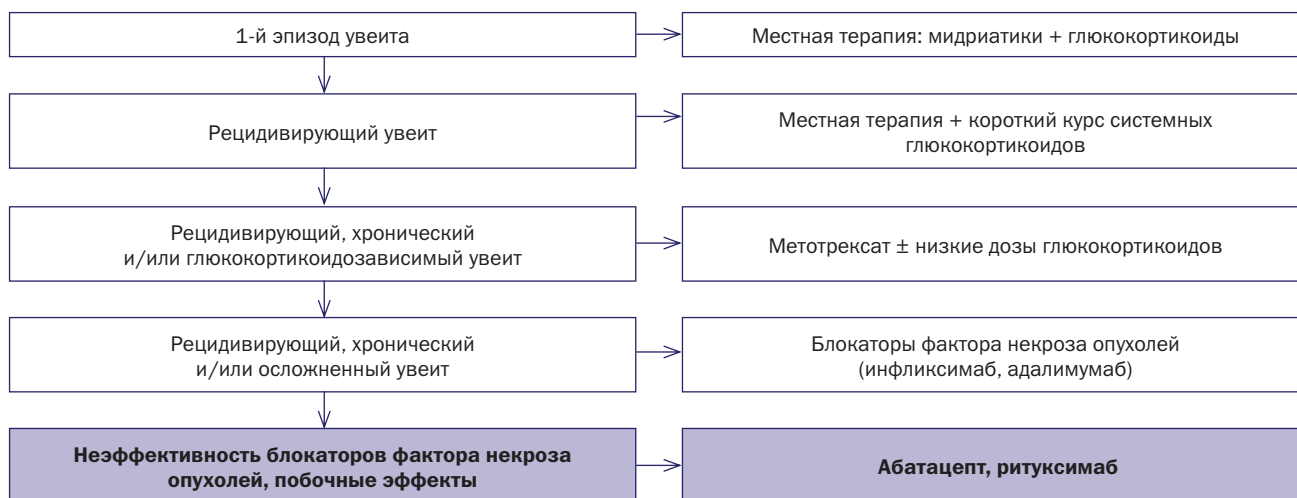 1-й эпизод увеита
Местная терапия: мидриатики + глюкокортикоиды
Рецидивирующий увеит
Местная терапия + короткий курс системных
глюкокортикоидов
Рецидивирующий, хронический
и/или глюкокортикоидозависимый увеит
Метотрексат ± низкие дозы глюкокортикоидов
Рецидивирующий, хронический
и/или осложненный увеит
Блокаторы фактора некроза опухолей
(инфликсимаб, адалимумаб)
Неэффективность блокаторов фактора некроза
опухолей, побочные эффекты
Абатацепт, ритуксимаб